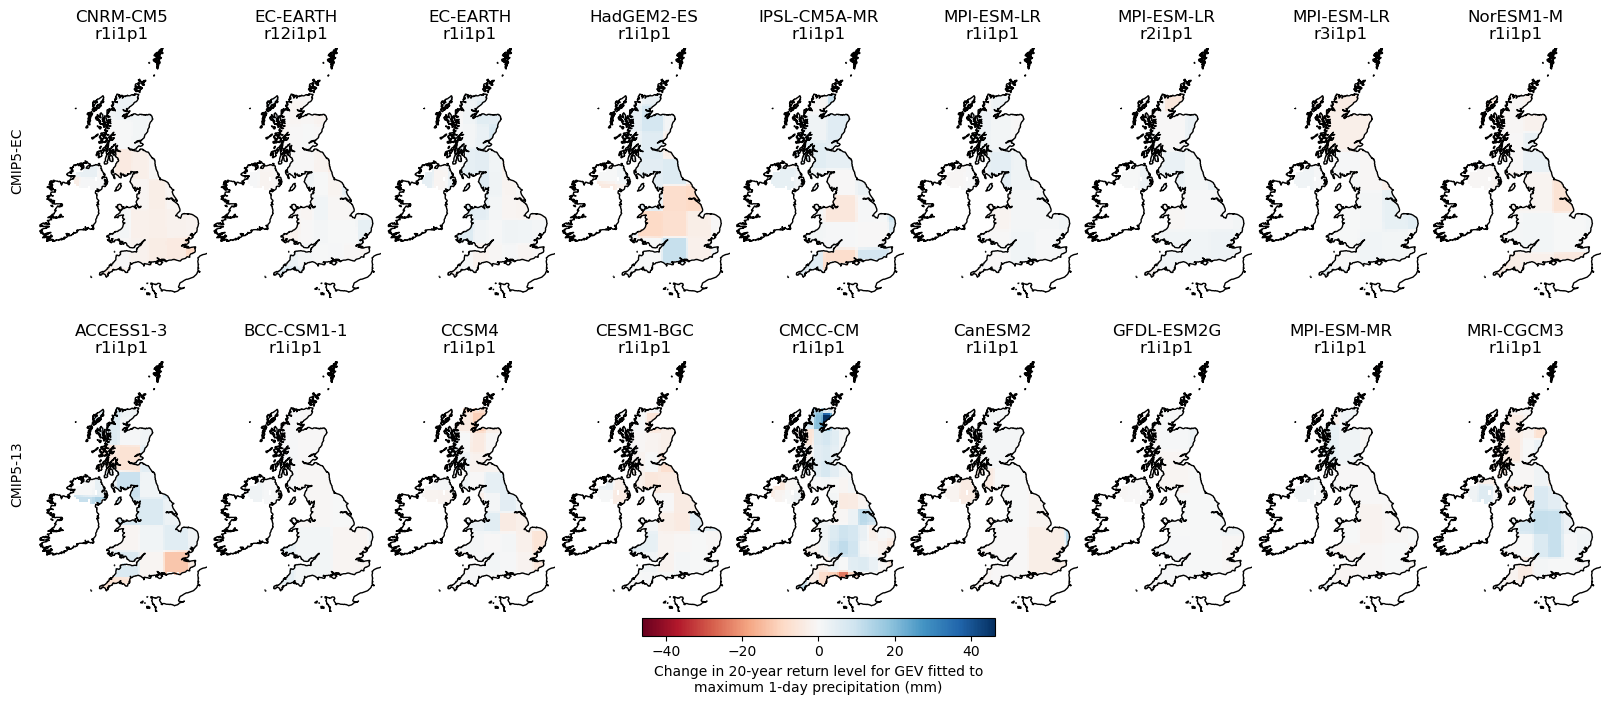 CNRM-CM5
r1i1p1
EC-EARTH
r12i1p1
EC-EARTH
r1i1p1
HadGEM2-ES
r1i1p1
IPSL-CM5A-MR
r1i1p1
MPI-ESM-LR
r1i1p1
MPI-ESM-LR
r2i1p1
MPI-ESM-LR
r3i1p1
NorESM1-M
r1i1p1
CMIP5-EC
ACCESS1-3
r1i1p1
BCC-CSM1-1
r1i1p1
CCSM4
r1i1p1
CESM1-BGC
r1i1p1
CMCC-CM
r1i1p1
CanESM2
r1i1p1
GFDL-ESM2G
r1i1p1
MPI-ESM-MR
r1i1p1
MRI-CGCM3
r1i1p1
CMIP5-13
−40 −20 0 20 40
Change in 20-year return level for GEV fitted to
maximum 1-day precipitation (mm)